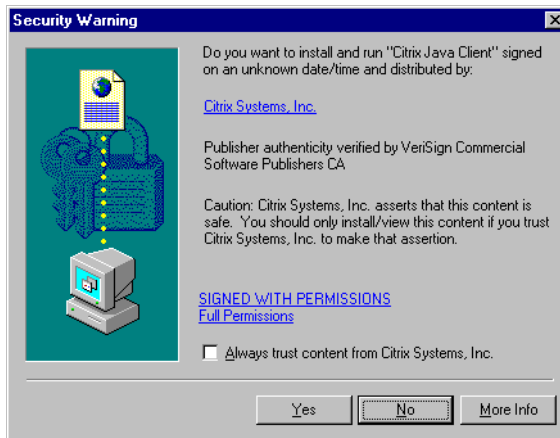 Security Warning
Do you want to install and run "Citrix Java Client" signed
on an unknown date/time and distributed by:
Citrix Systems, Inc.
Publisher authenticity verified by VeriSign Commercial
Software Publishers CA
Caution: Citrix Systems, Inc. asserts that this content is
safe.  You should only install/view this content if you trust
Citrix Systems, Inc. to make that assertion.
SIGNED WITH PERMISSIONS
Full Permissions
Always trust content from Citrix Systems, Inc.
Yes No More Info